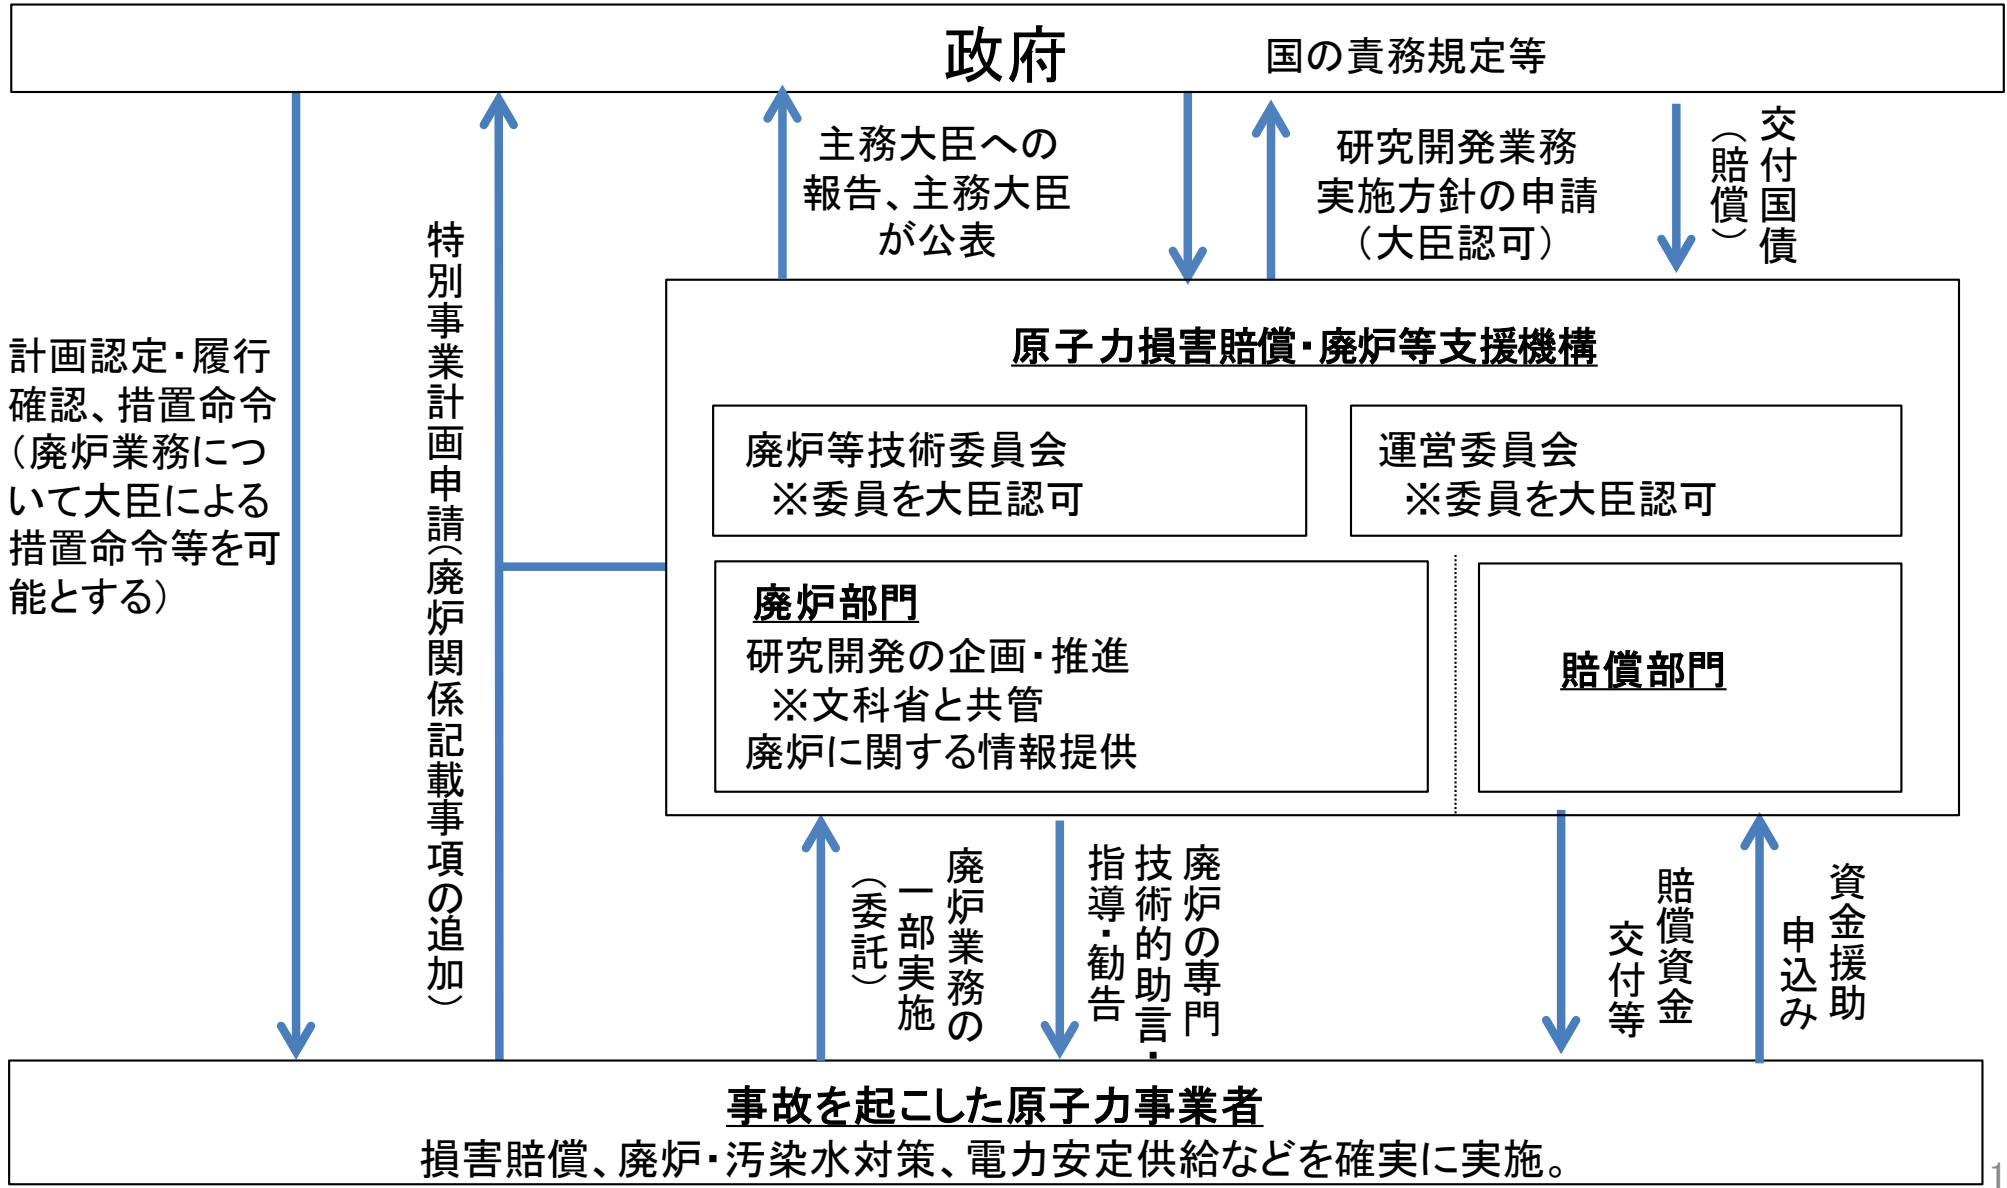 政府
国の責務規定等
主務大臣への
報告、主務大臣
が公表
研究開発業務
実施方針の申請
（大臣認可）
交付国債
（賠償）
特別事業計画申請（廃炉関係記載事項の追加）
計画認定・履行
確認、措置命令
（廃炉業務につ
いて大臣による
措置命令等を可
能とする）
原子力損害賠償・廃炉等支援機構
廃炉等技術委員会
※委員を大臣認可
運営委員会
※委員を大臣認可
廃炉部門
研究開発の企画・推進
※文科省と共管
廃炉に関する情報提供
賠償部門
廃炉業務の
一部実施
（委託）
廃炉の専門
技術的助言・
指導・勧告
賠償資金
交付等
資金援助
申込み
事故を起こした原子力事業者
損害賠償、廃炉・汚染水対策、電力安定供給などを確実に実施。
1